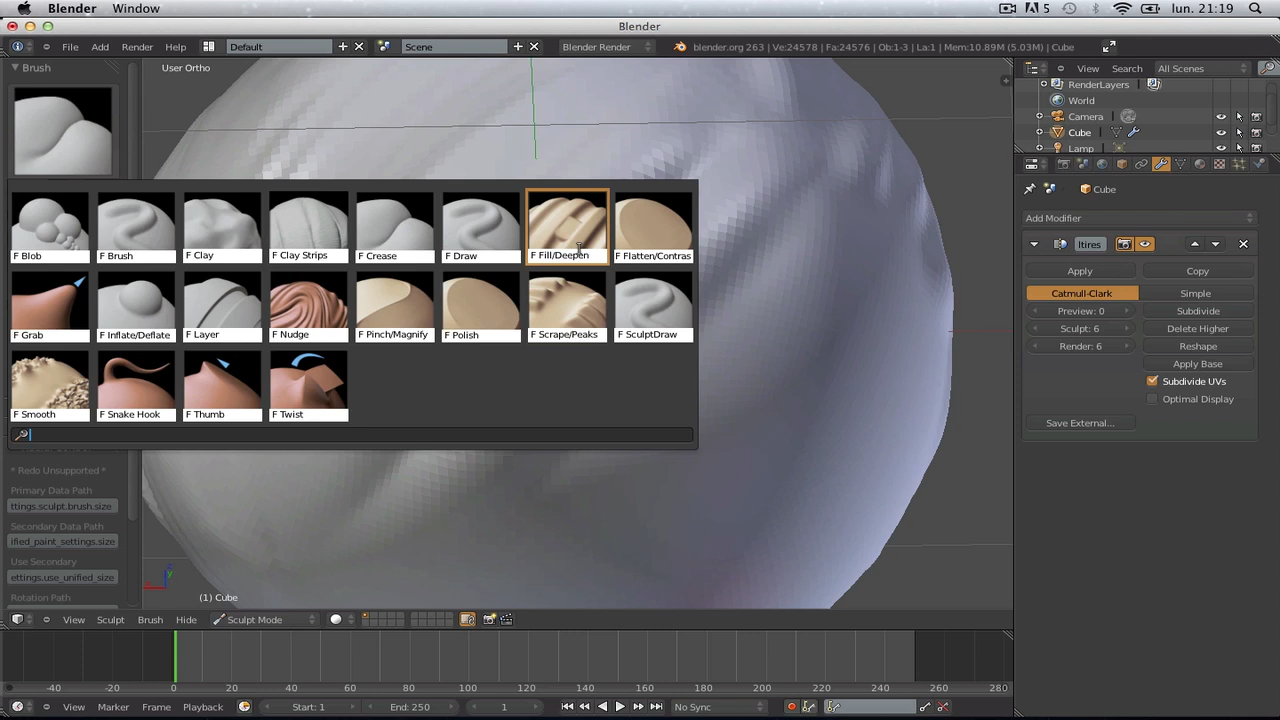 Blender Window 5 lun. 21:19
Blender
File Add Render Help Default Scene Blender Render blender.org 263 | Ve:24578 | Fa:24576 | Ob:1-3 | La:1 | Mem:10.89M (5.03M) | Cube
Brush
User Ortho
View Search All Scenes
RenderLayers
World
Camera
Cube
Lamp
Cube
Add Modifier
ltires
Apply Copy
Catmull-Clark Simple
Preview: 0 Subdivide
Sculpt: 6 Delete Higher
Render: 6 Reshape
Apply Base
Subdivide UVs
Optimal Display
Save External...
F Blob F Brush F Clay F Clay Strips F Crease F Draw F Fill/Deepen F Flatten/Contras
F Grab F Inflate/Deflate F Layer F Nudge F Pinch/Magnify F Polish F Scrape/Peaks F SculptDraw
F Smooth F Snake Hook F Thumb F Twist
* Redo Unsupported *
Primary Data Path
ttings.sculpt.brush.size
Secondary Data Path
ified_paint_settings.size
Use Secondary
ettings.use_unified_size
Rotation Path
(1) Cube
View Sculpt Brush Hide Sculpt Mode
-40 -20 0 20 40 60 80 100 120 140 160 180 200 220 240 260 280
View Marker Frame Playback Start: 1 End: 250 1 No Sync